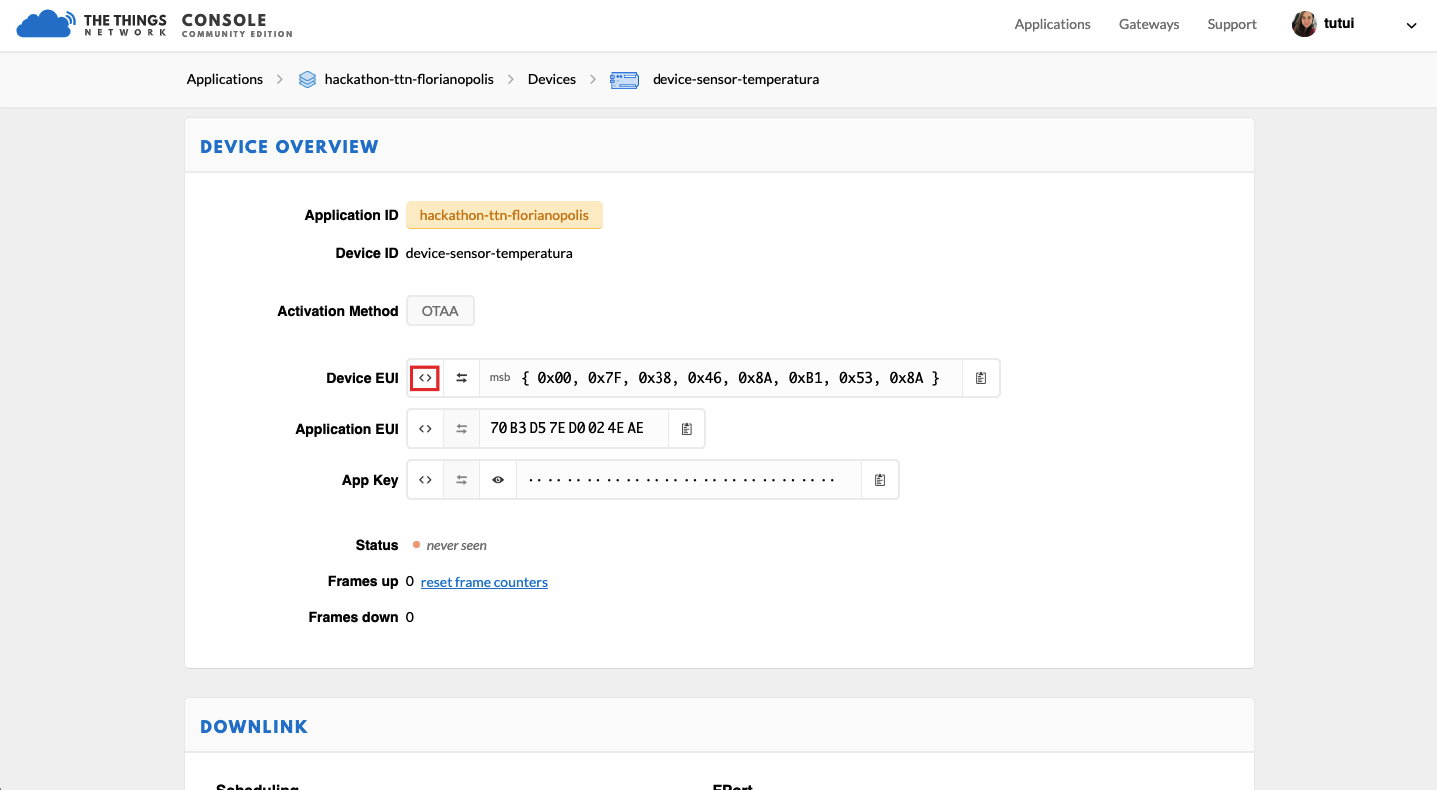 THE THINGS NETWORK CONSOLE COMMUNITY EDITION
Applications Gateways Support tutui
Applications > hackathon-ttn-florianopolis > Devices > device-sensor-temperatura
DEVICE OVERVIEW
Application ID hackathon-ttn-florianopolis
Device ID device-sensor-temperatura
Activation Method OTAA
Device EUI <> msb { 0x00, 0x7F, 0x38, 0x46, 0x8A, 0xB1, 0x53, 0x8A }
Application EUI <> 70 B3 D5 7E D0 02 4E AE
App Key <>
Status never seen
Frames up 0 reset frame counters
Frames down 0
DOWNLINK
Scheduling FPort